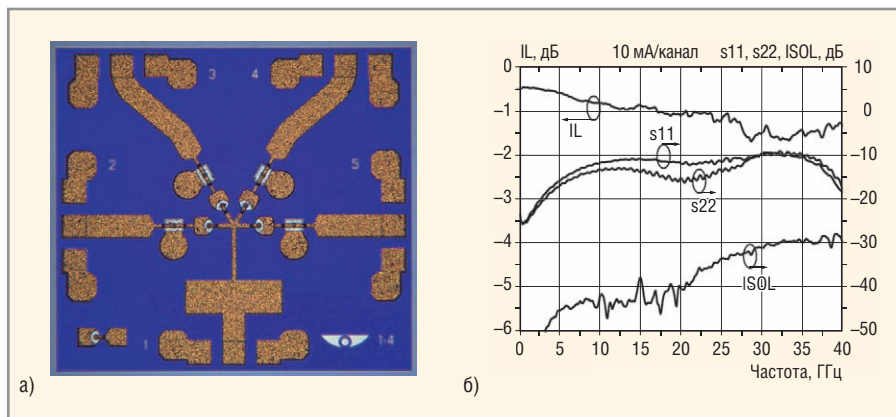 3
4
2
5
1
1-4
а)
IL, дБ 10 мА/канал s11, s22, ISOL, дБ
0 10
–1 0
–2 –10
–3 –20
–4 –30
–5 –40
–6 –50
IL
s11
s22
ISOL
0 5 10 15 20 25 30 35 40
Частота, ГГц
б)